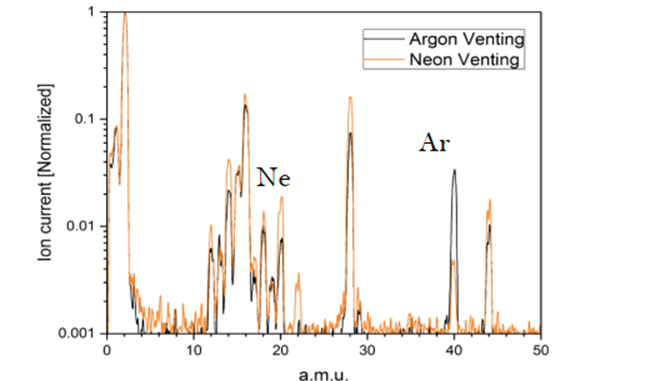 1
Argon Venting
Neon Venting
0.1
Ar
Ne
Ion current [Normalized]
0.01
0.001
0 10 20 30 40 50
a.m.u.